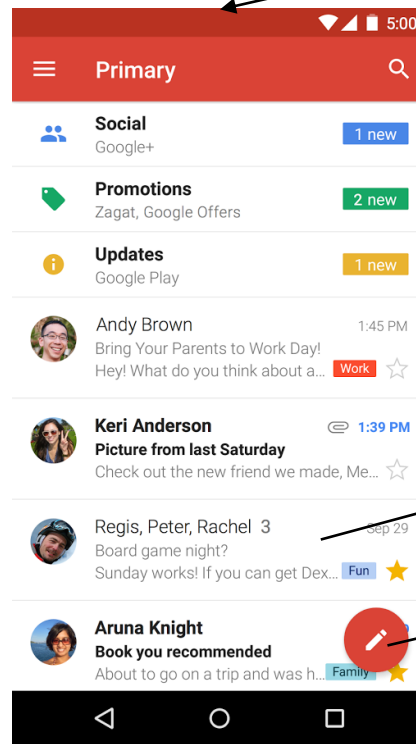 5:00
Primary
Social
Google+
1 new
Promotions
Zagat, Google Offers
2 new
Updates
Google Play
1 new
Andy Brown
1:45 PM
Bring Your Parents to Work Day!
Hey! What do you think about a... Work
Keri Anderson
1:39 PM
Picture from last Saturday
Check out the new friend we made, Me...
Regis, Peter, Rachel 3
Sep 29
Board game night?
Sunday works! If you can get Dex... Fun
Aruna Knight
Book you recommended
About to go on a trip and was h... Family